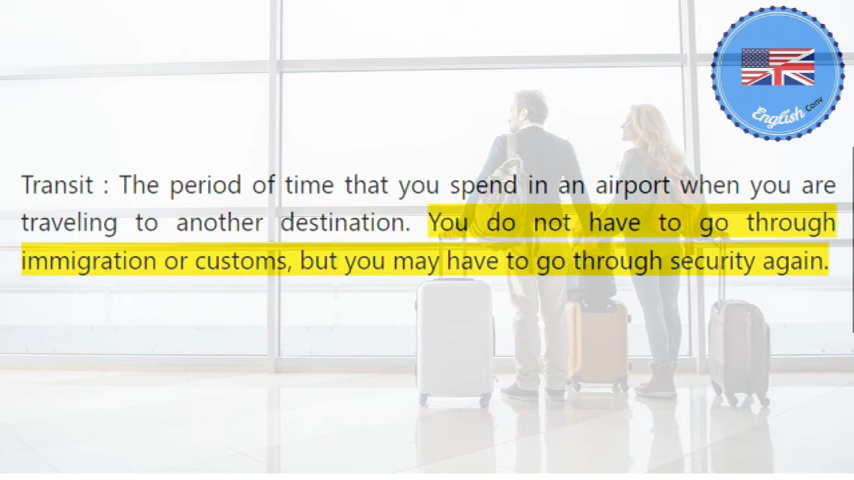 English Conv
Transit : The period of time that you spend in an airport when you are
traveling to another destination. You do not have to go through
immigration or customs, but you may have to go through security again.